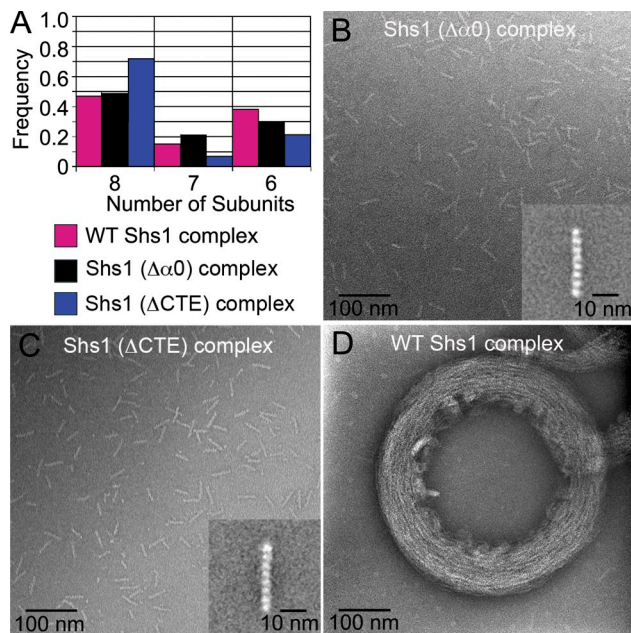 A
1.0
0.8
0.6
0.4
0.2
0
Frequency
8 7 6
Number of Subunits
WT Shs1 complex
Shs1 (Δα0) complex
Shs1 (ΔCTE) complex
B Shs1 (Δα0) complex
100 nm
10 nm
C Shs1 (ΔCTE) complex
100 nm
10 nm
D WT Shs1 complex
100 nm